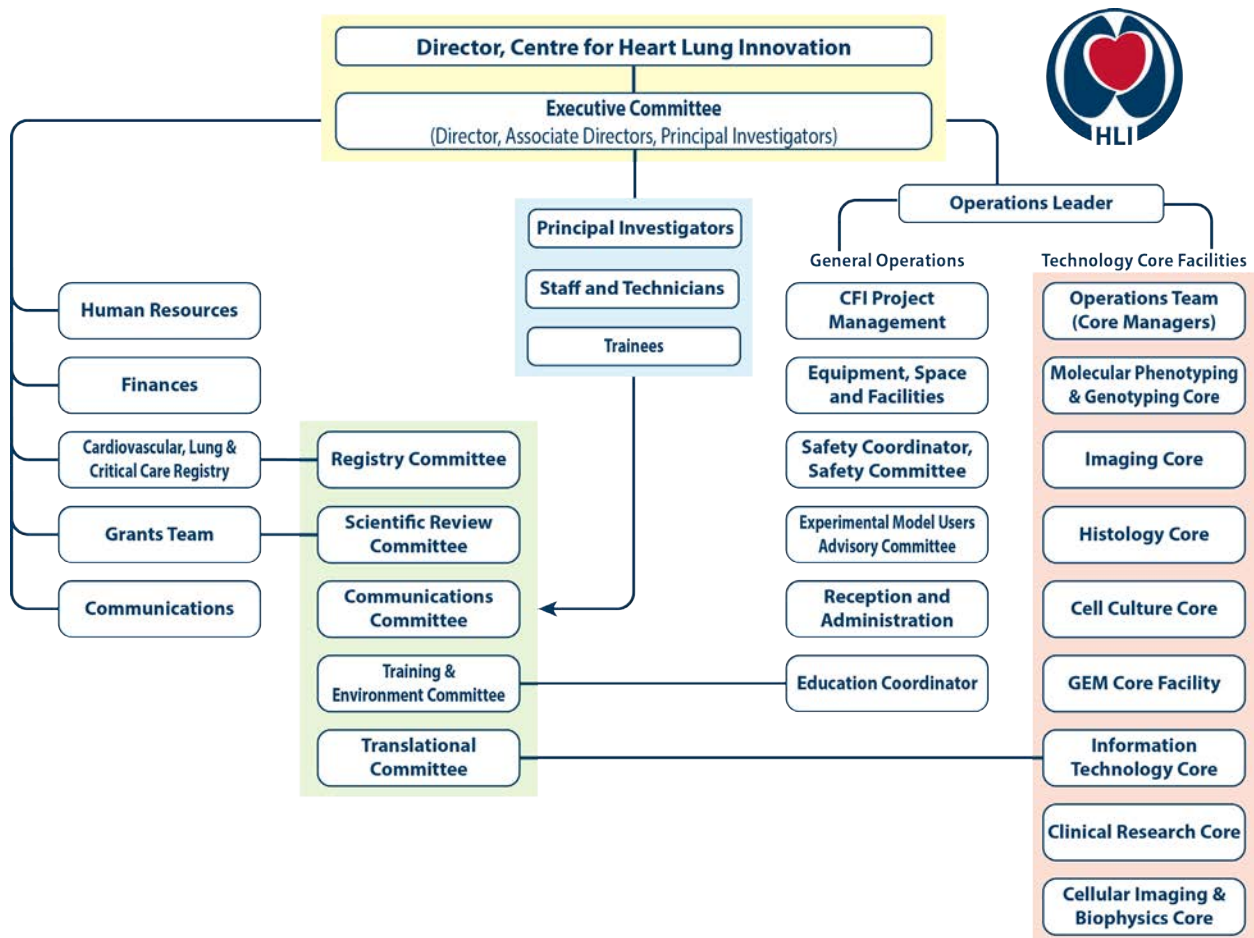 Director, Centre for Heart Lung Innovation
Executive Committee
(Director, Associate Directors, Principal Investigators)
HLI
Operations Leader
Principal Investigators
Staff and Technicians
Trainees
General Operations
Technology Core Facilities
Human Resources
Finances
Cardiovascular, Lung &
Critical Care Registry
Grants Team
Communications
Registry Committee
Scientific Review
Committee
Communications
Committee
Training &
Environment Committee
Translational
Committee
CFI Project
Management
Equipment, Space
and Facilities
Safety Coordinator,
Safety Committee
Experimental Model Users
Advisory Committee
Reception and
Administration
Education Coordinator
Operations Team
(Core Managers)
Molecular Phenotyping
& Genotyping Core
Imaging Core
Histology Core
Cell Culture Core
GEM Core Facility
Information
Technology Core
Clinical Research Core
Cellular Imaging &
Biophysics Core